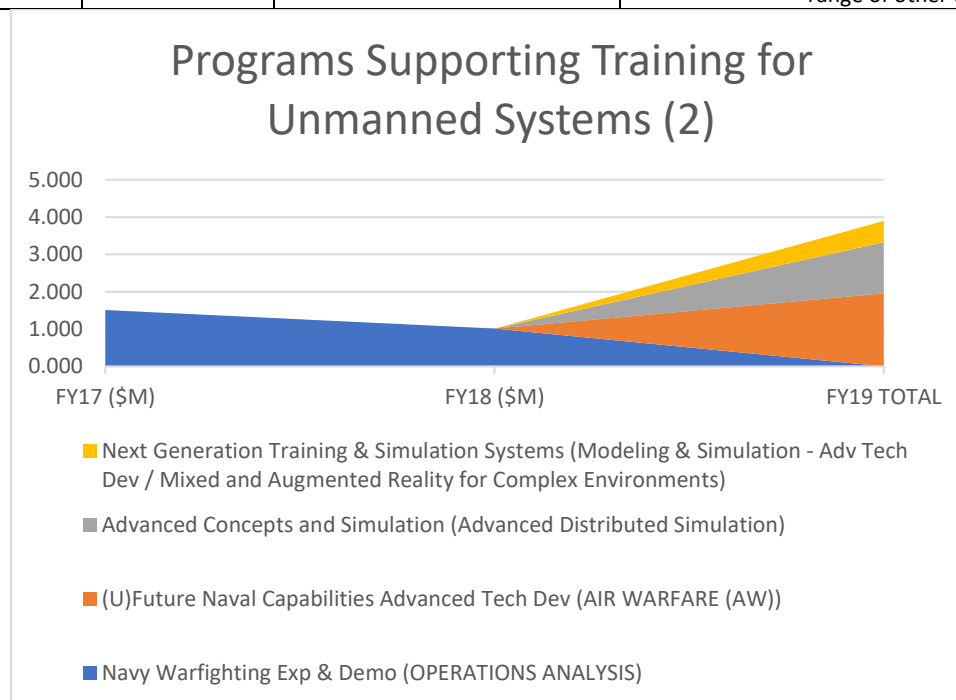 range of other
Programs Supporting Training for
Unmanned Systems (2)
5.000
4.000
3.000
2.000
1.000
0.000
FY17 ($M)
FY18 ($M)
FY19 TOTAL
Next Generation Training & Simulation Systems (Modeling & Simulation - Adv Tech
Dev / Mixed and Augmented Reality for Complex Environments)
Advanced Concepts and Simulation (Advanced Distributed Simulation)
(U)Future Naval Capabilities Advanced Tech Dev (AIR WARFARE (AW))
Navy Warfighting Exp & Demo (OPERATIONS ANALYSIS)